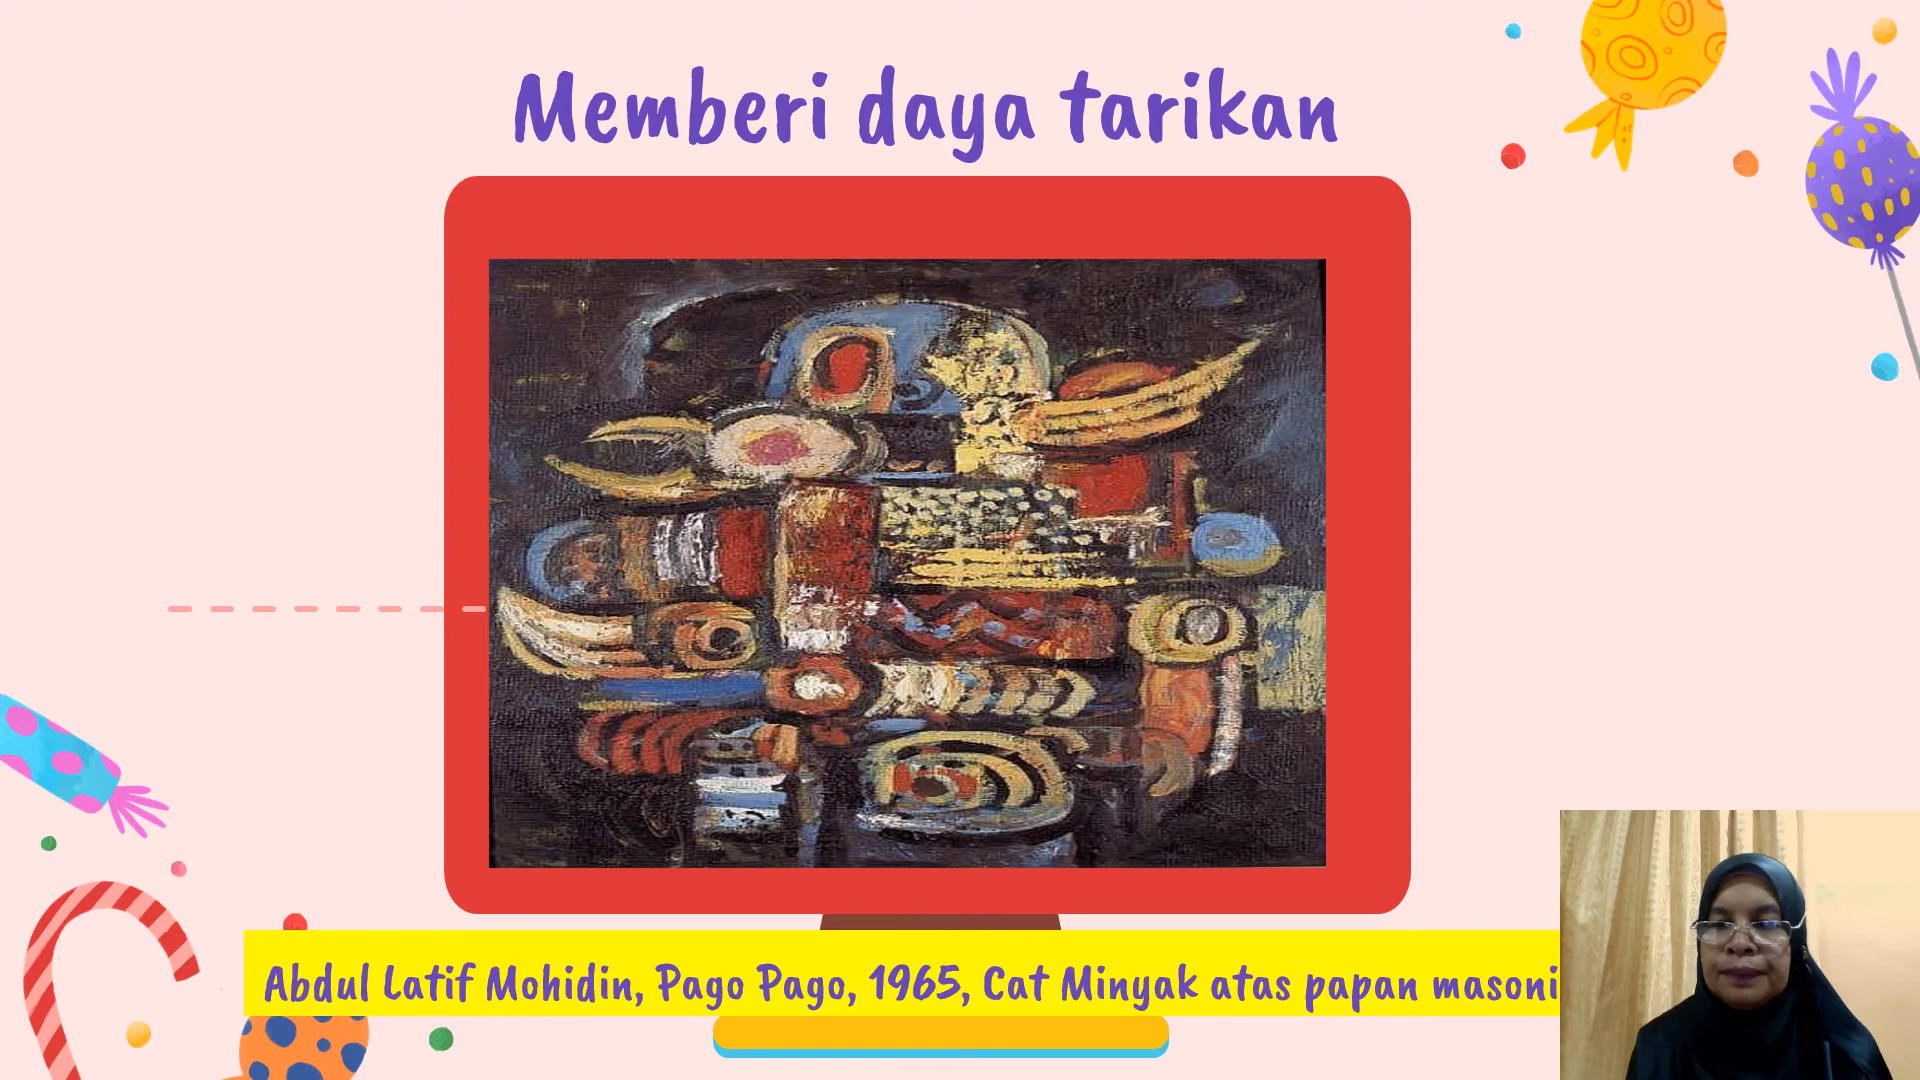 Memberi daya tarikan
Abdul Latif Mohidin, Pago Pago, 1965, Cat Minyak atas papan masoni